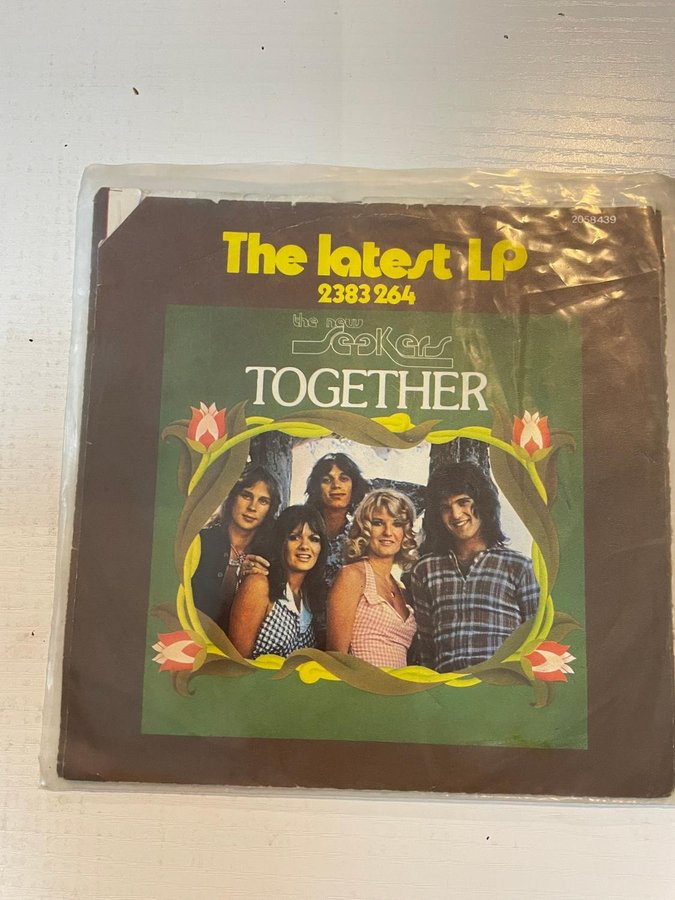 2058439
The latest LP
2383 264
the new
Seekers
TOGETHER